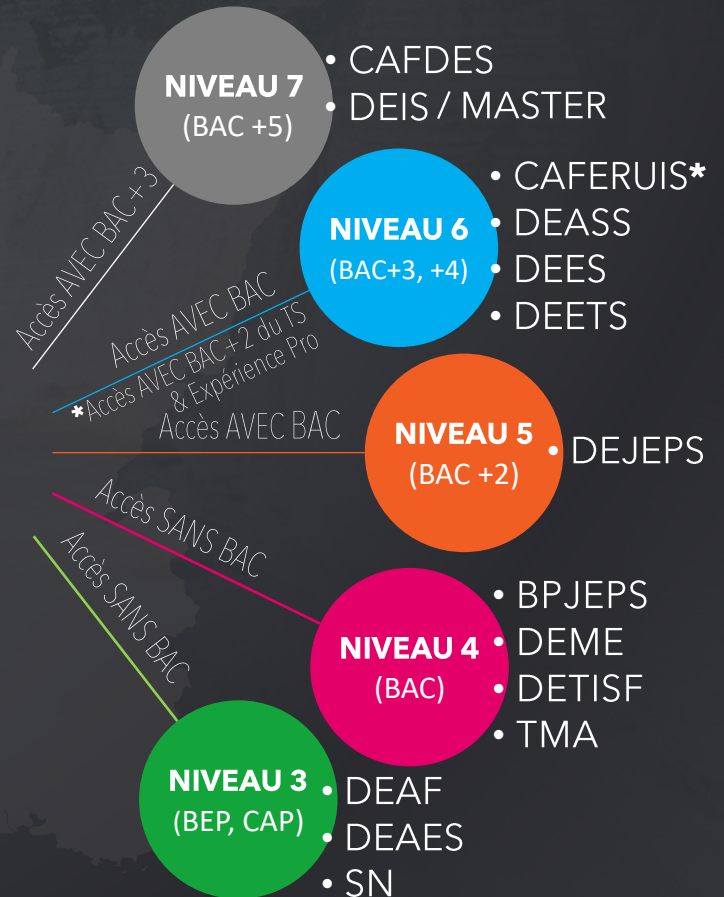 NIVEAU 7
(BAC +5)
• CAFDES
• DEIS / MASTER
Accès AVEC BAC+3
NIVEAU 6
(BAC+3, +4)
• CAFERUIS*
• DEASS
• DEES
• DEETS
Accès AVEC BAC
*Accès AVEC BAC+2 du TS
& Expérience Pro
NIVEAU 5
(BAC +2)
• DEJEPS
Accès AVEC BAC
NIVEAU 4
(BAC)
• BPJEPS
• DEME
• DETISF
• TMA
Accès SANS BAC
NIVEAU 3
(BEP, CAP)
• DEAF
• DEAES
• SN
Accès SANS BAC